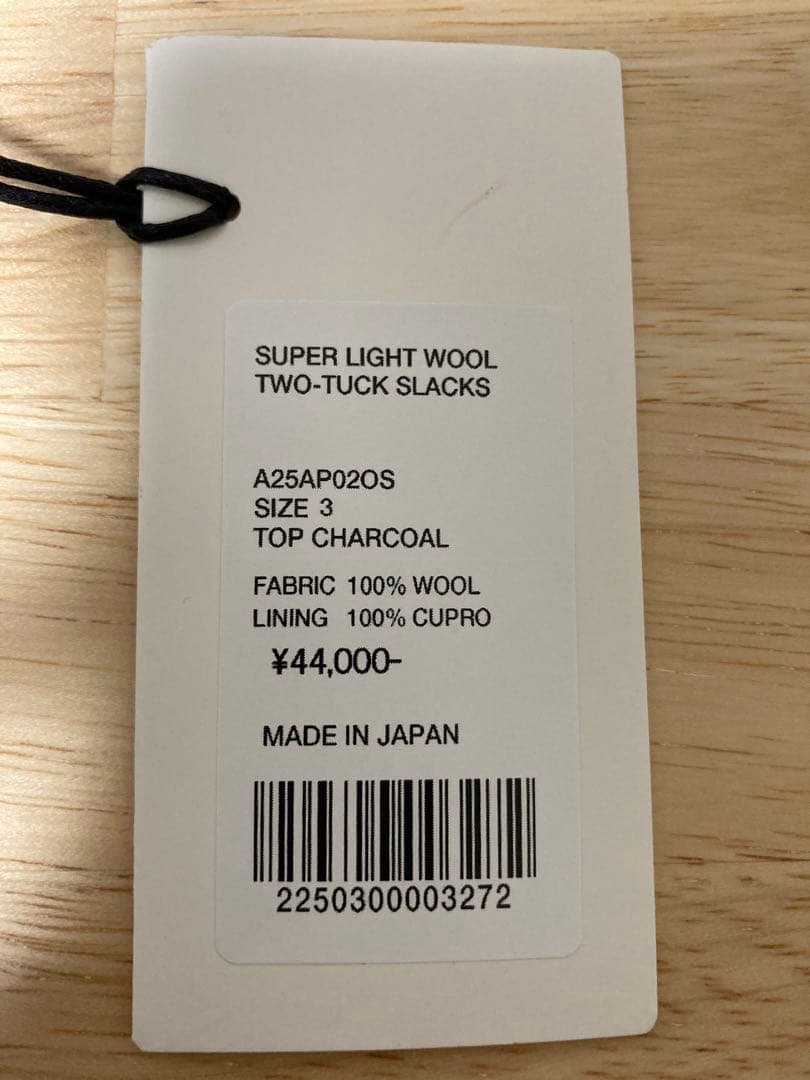 SUPER LIGHT WOOL
TWO-TUCK SLACKS
A25AP02OS
SIZE 3
TOP CHARCOAL
FABRIC 100% WOOL
LINING 100% CUPRO
¥44,000-
MADE IN JAPAN
2250300003272